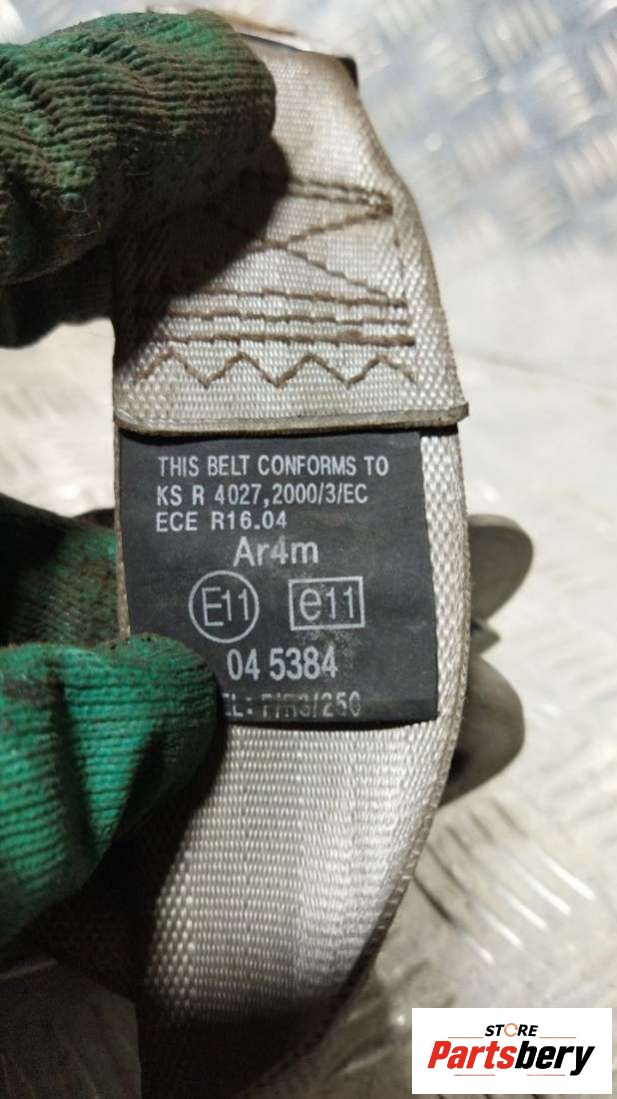 THIS BELT CONFORMS TO
KS R 4027,2000/3/EC
ECE R16.04
Ar4m
E11 e11
04 5384
STORE
Partsbery